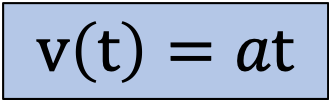 v(t) = at